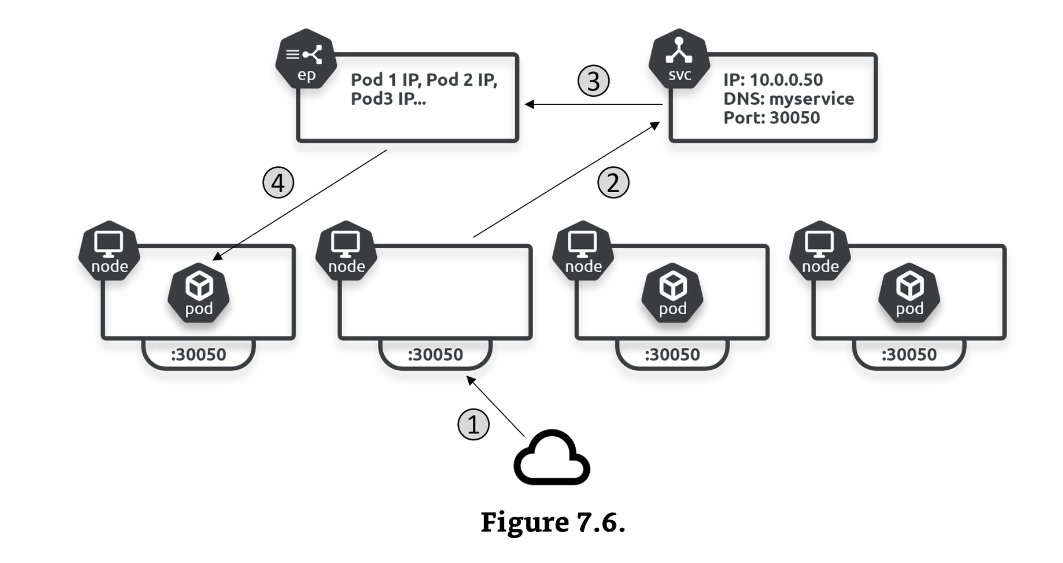 ep
Pod 1 IP, Pod 2 IP,
Pod3 IP...
3
svc
IP: 10.0.0.50
DNS: myservice
Port: 30050
4
2
node
pod
:30050
node
:30050
node
pod
:30050
node
pod
:30050
1
Figure 7.6.